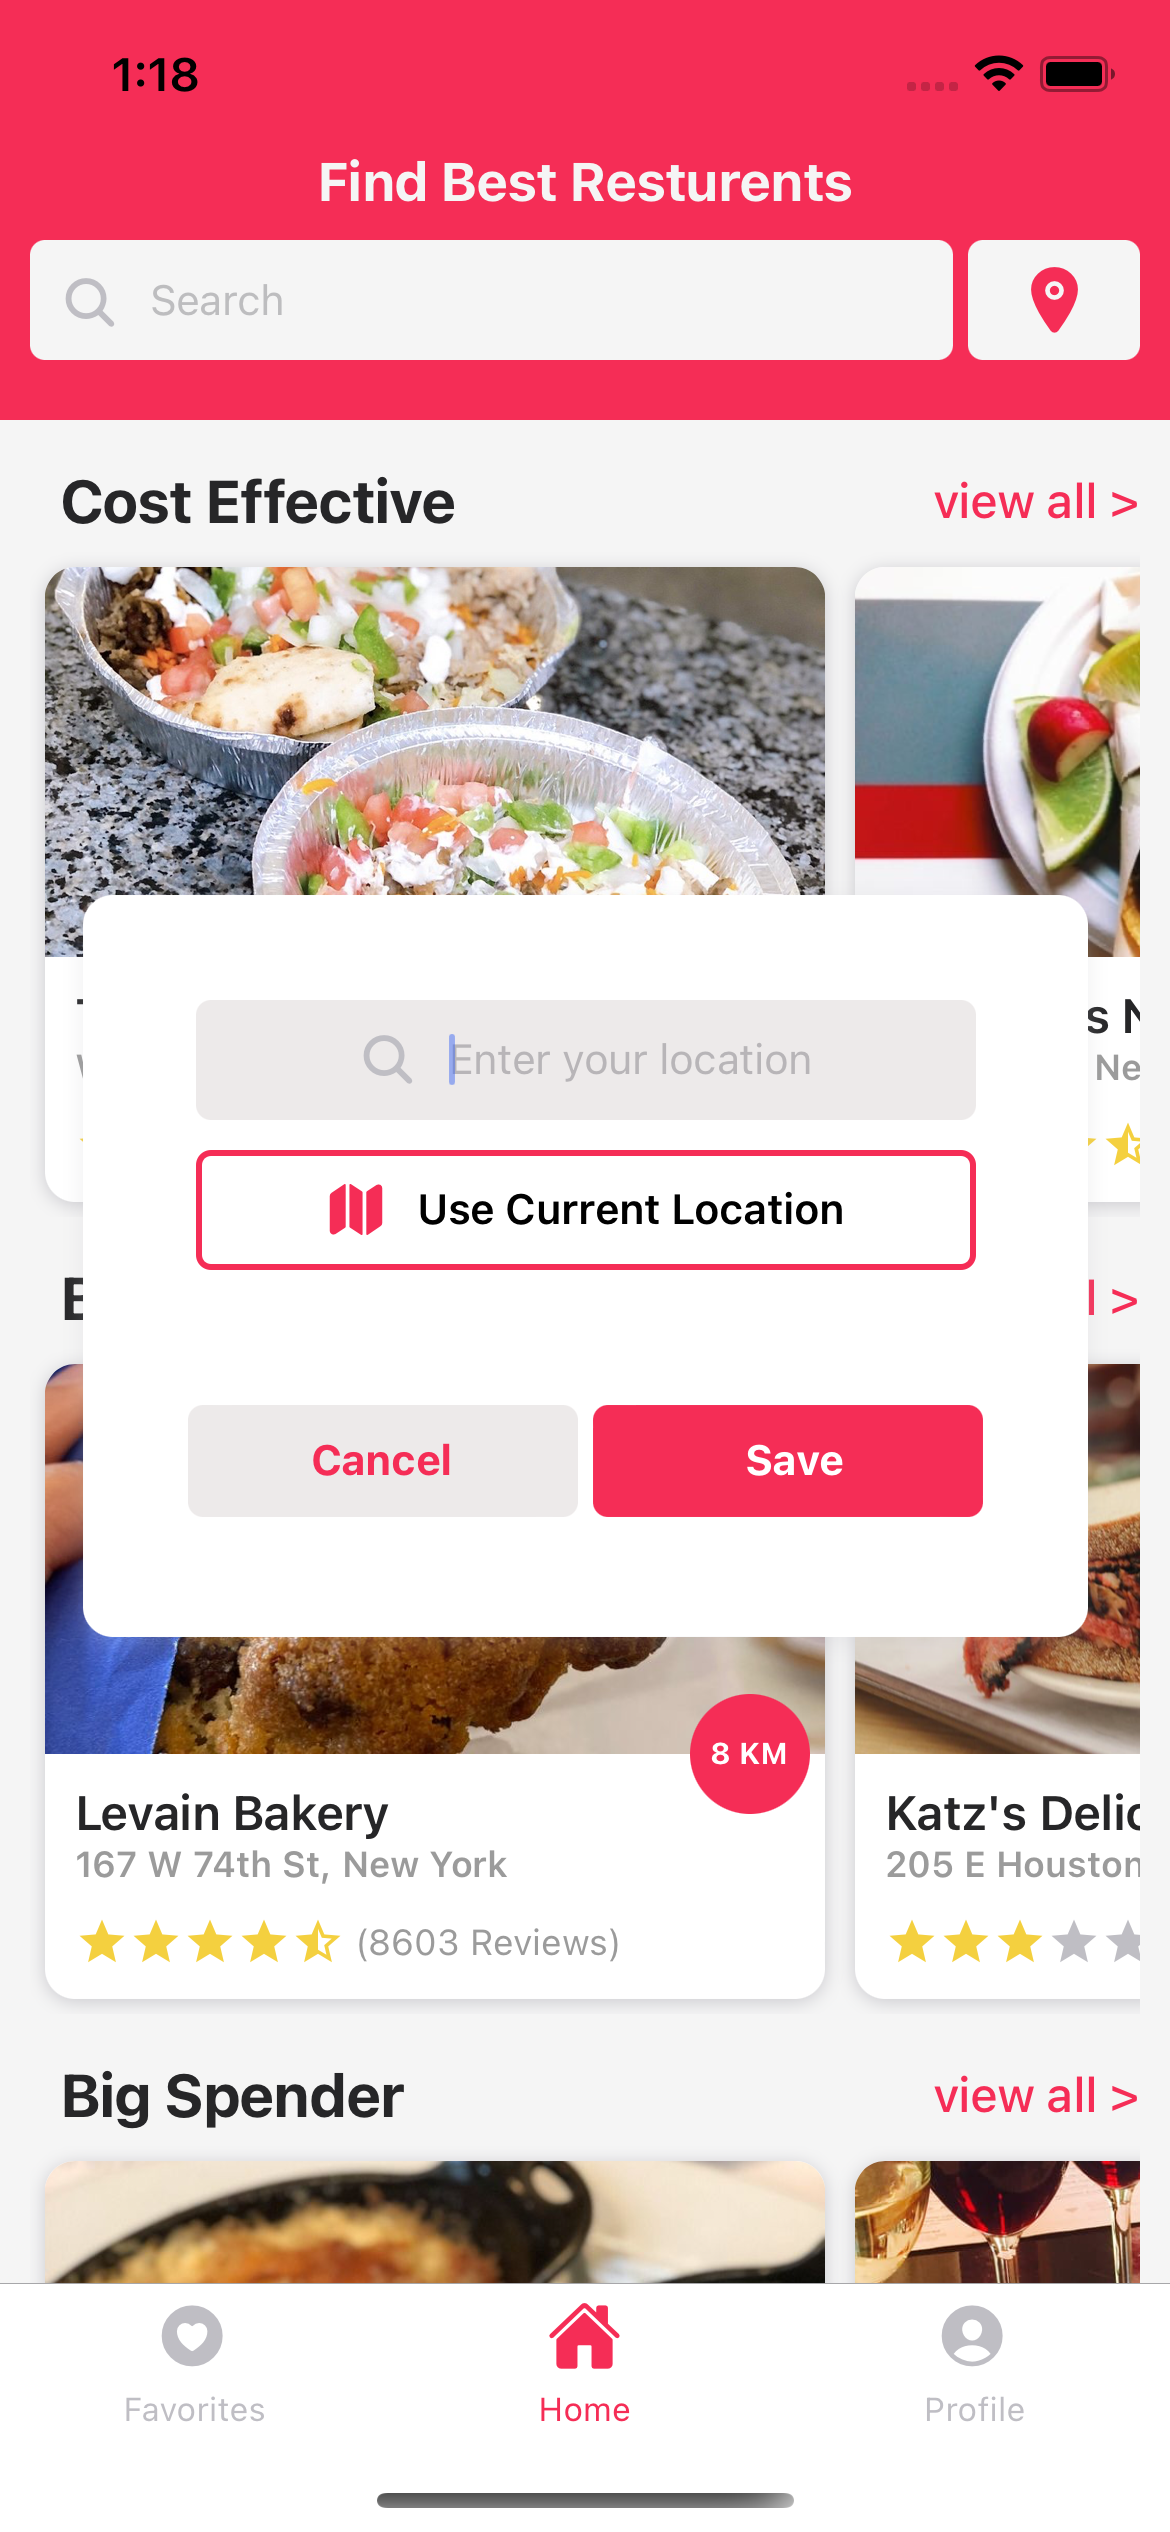 1:18
Find Best Resturents
Search
Cost Effective
view all >
s N
Ne
Enter your location
Use Current Location
l >
Cancel
Save
8 KM
Levain Bakery
167 W 74th St, New York
(8603 Reviews)
Katz's Delic
205 E Houston
Big Spender
view all >
Favorites
Home
Profile